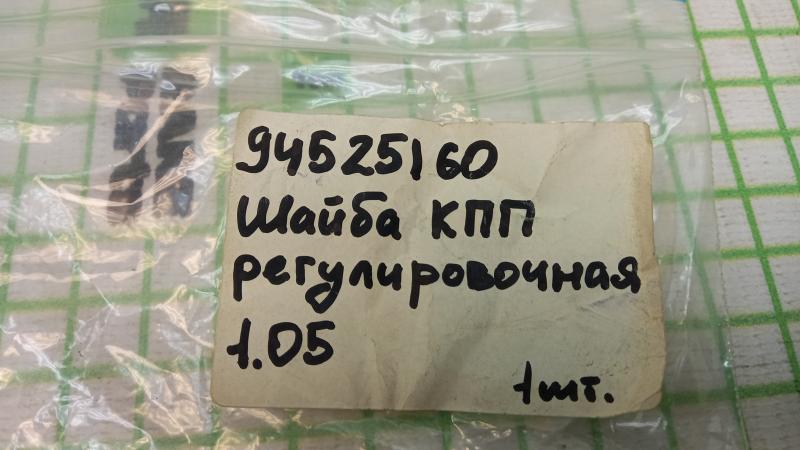 94525160
Шайба КПП
регулировочная
1.05
1шт.